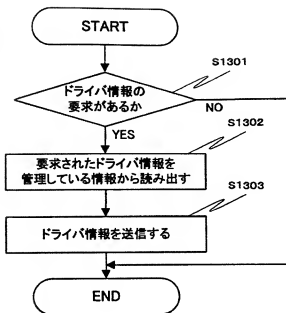 START
S1301
ドライバ情報の
要求があるか
NO
YES
S1302
要求されたドライバ情報を
管理している情報から読み出す
S1303
ドライバ情報を送信する
END